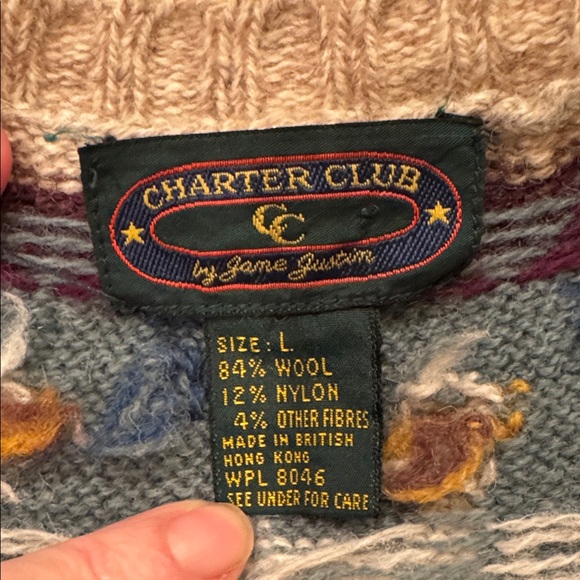 CHARTER CLUB
CC
by Jane Justin
SIZE: L.
84% WOOL
12% NYLON
4% OTHER FIBRES
MADE IN BRITISH
HONG KONG
WPL 8046
SEE UNDER FOR CARE